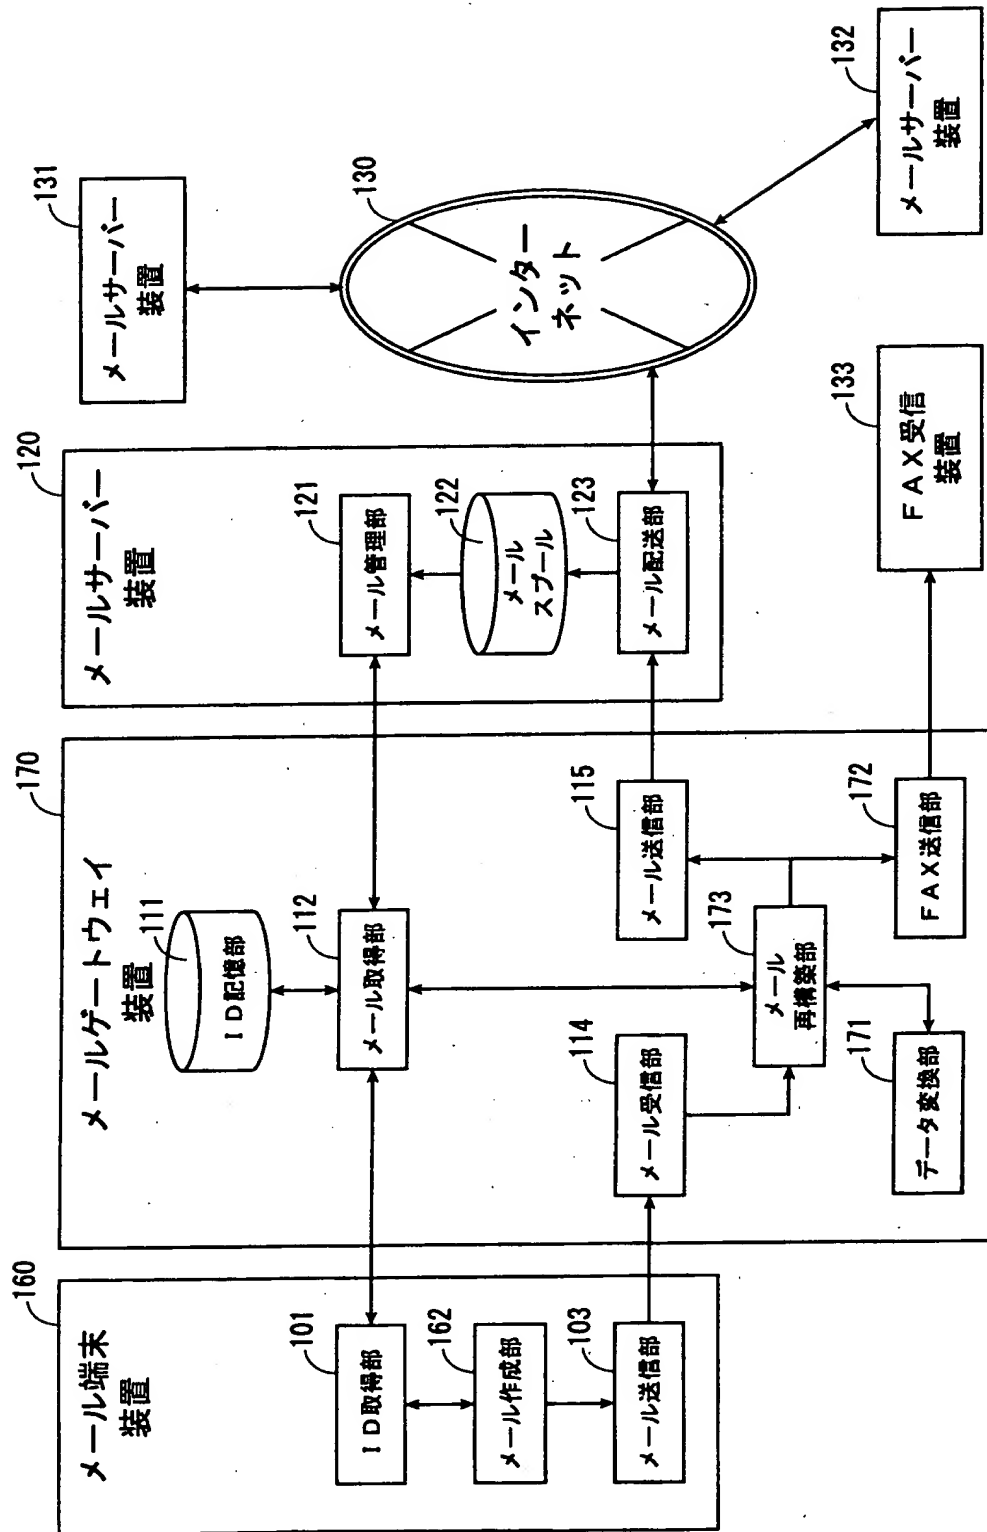 160
メール端末
装置
101
ID取得部
162
メール作成部
103
メール送信部
170
メールゲートウェイ
装置
111
ID記憶部
112
メール取得部
114
メール受信部
173
メール
再構築部
171
データ変換部
115
メール送信部
172
FAX送信部
120
メールサーバー
装置
121
メール管理部
122
メール
スプール
123
メール配送部
131
メールサーバー
装置
130
インター
ネット
132
メールサーバー
装置
133
FAX受信
装置